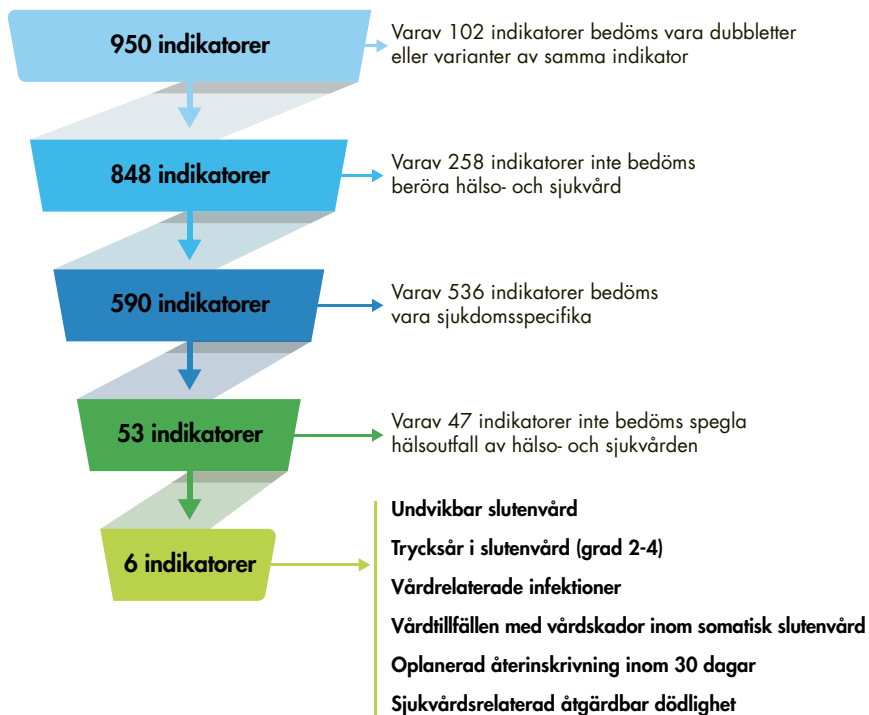 950 indikatorer
Varav 102 indikatorer bedöms vara dubbletter
eller varianter av samma indikator
848 indikatorer
Varav 258 indikatorer inte bedöms
beröra hälso- och sjukvård
590 indikatorer
Varav 536 indikatorer bedöms
vara sjukdomsspecifika
53 indikatorer
Varav 47 indikatorer inte bedöms spegla
hälsoutfall av hälso- och sjukvården
6 indikatorer
Undvikbar slutenvård
Trycksår i slutenvård (grad 2-4)
Vårdrelaterade infektioner
Vårdtillfällen med vårdskador inom somatisk slutenvård
Oplanerad återinskrivning inom 30 dagar
Sjukvårdsrelaterad åtgärdbar dödlighet